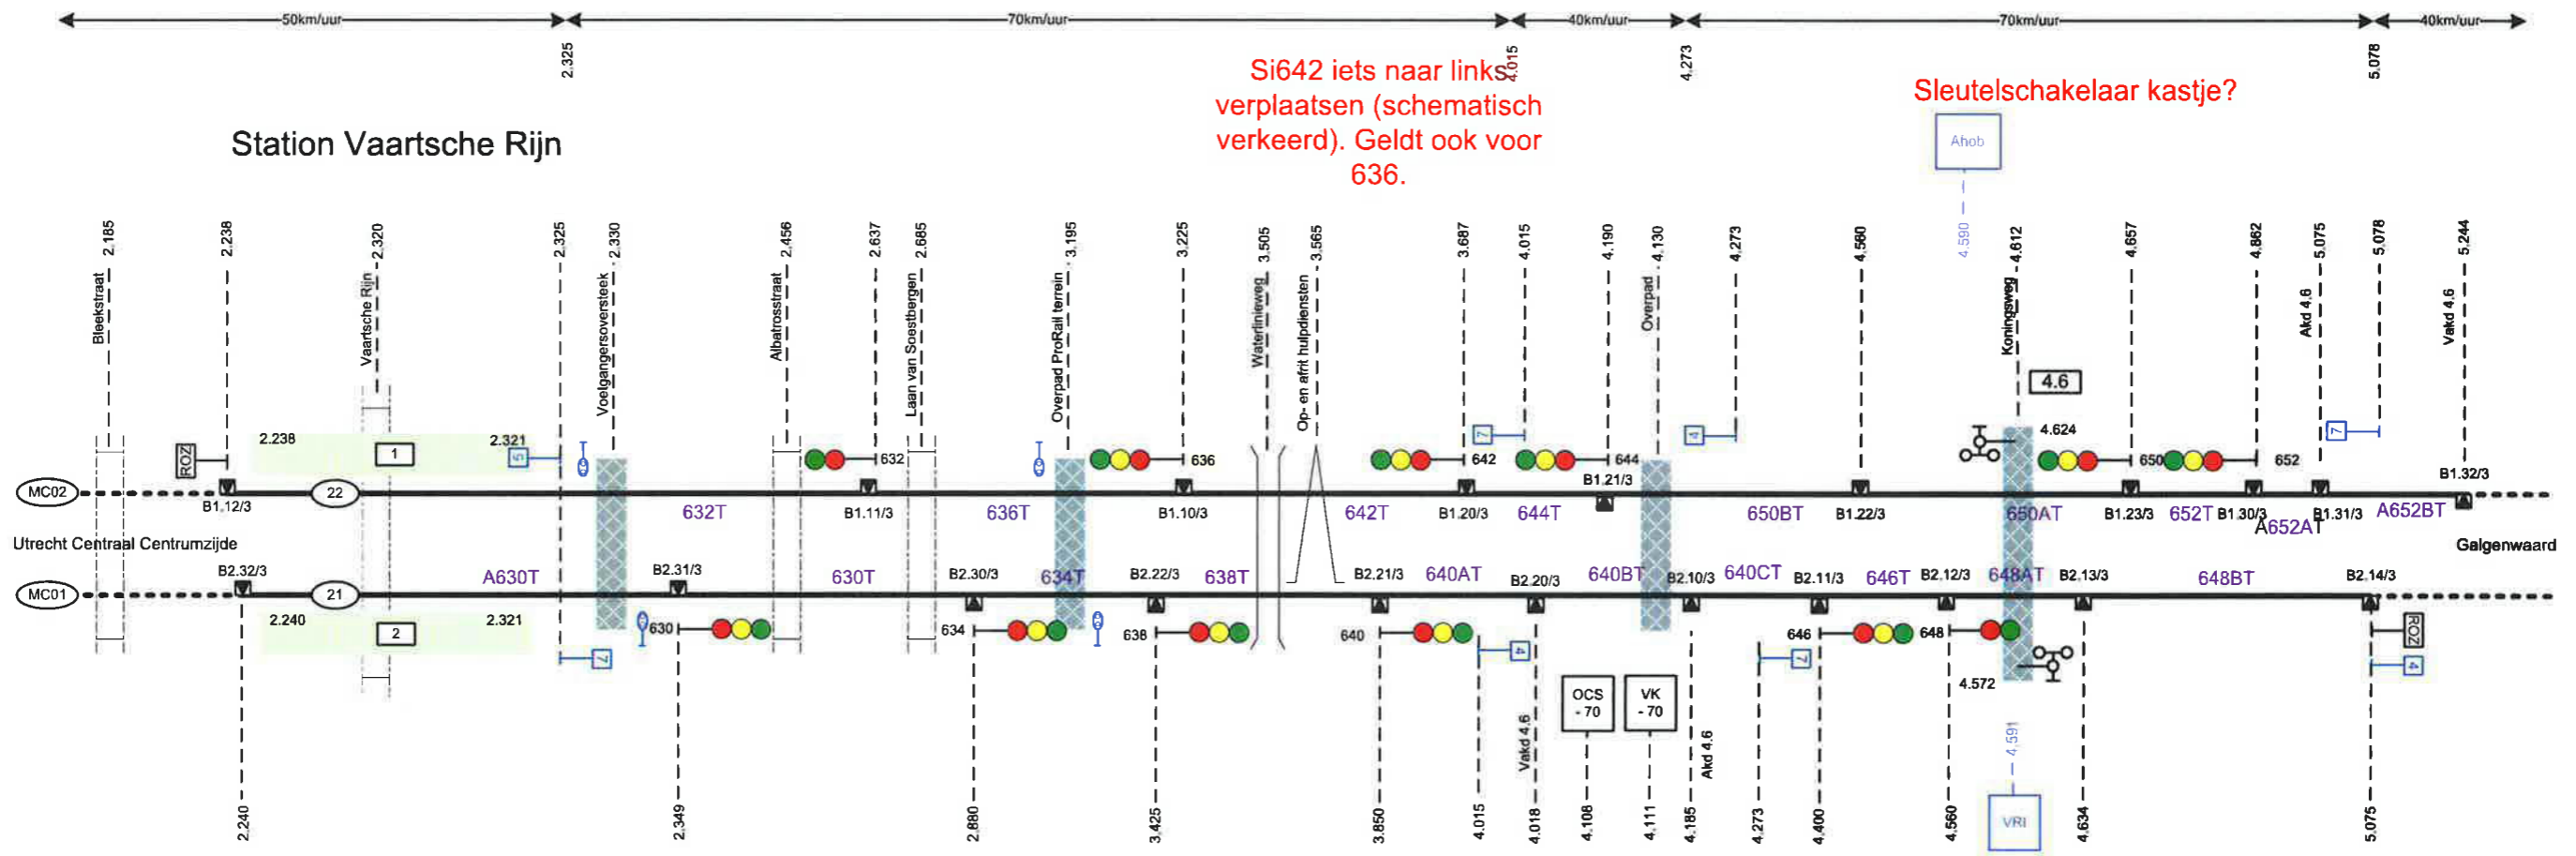 50km/uur
70km/uur
40km/uur
70km/uur
40km/uur
2.325
4.015
4.273
5.078
Si642 iets naar links
verplaatsen (schematisch
verkeerd). Geldt ook voor
636.
Sleutelschakelaar kastje?
Station Vaartsche Rijn
Ahob
4.590
Bleekstraat
2.185
2.238
Vaartsche Rijn
2.320
2.325
Voetgangersoversteek
2.330
Albatrosstraat
2.456
2.637
Laan van Soestbergen
2.685
Overpad ProRail terrein
3.195
3.225
Waterlinieweg
3.505
Op- en afrit hulpdiensten
3.565
3.687
4.015
4.190
Overpad
4.130
4.273
4.560
Koningsweg
4.612
4.657
4.862
Akd 4.6
5.075
5.078
Vakd 4.6
5.244
4.6
ROZ
2.238
1
2.321
5
632
636
642
7
644
4
4.624
650
652
7
MC02
22
B1.12/3
632T
B1.11/3
636T
B1.10/3
642T
B1.20/3
644T
B1.21/3
650BT
B1.22/3
650AT
B1.23/3
652T
B1.30/3
A652AT
B1.31/3
A652BT
B1.32/3
Utrecht Centraal Centrumzijde
Galgenwaard
MC01
B2.32/3
21
A630T
B2.31/3
630T
B2.30/3
634T
B2.22/3
638T
B2.21/3
640AT
B2.20/3
640BT
B2.10/3
640CT
B2.11/3
646T
B2.12/3
648AT
B2.13/3
648BT
B2.14/3
2.240
2
2.321
7
630
634
638
640
4
7
646
648
4.572
ROZ
4
OCS
- 70
VK
- 70
VRI
4.591
2.240
2.349
2.880
3.425
3.850
4.015
Vakd 4.6
4.018
4.108
4.111
4.185
Akd 4.6
4.273
4.400
4.560
4.634
5.075